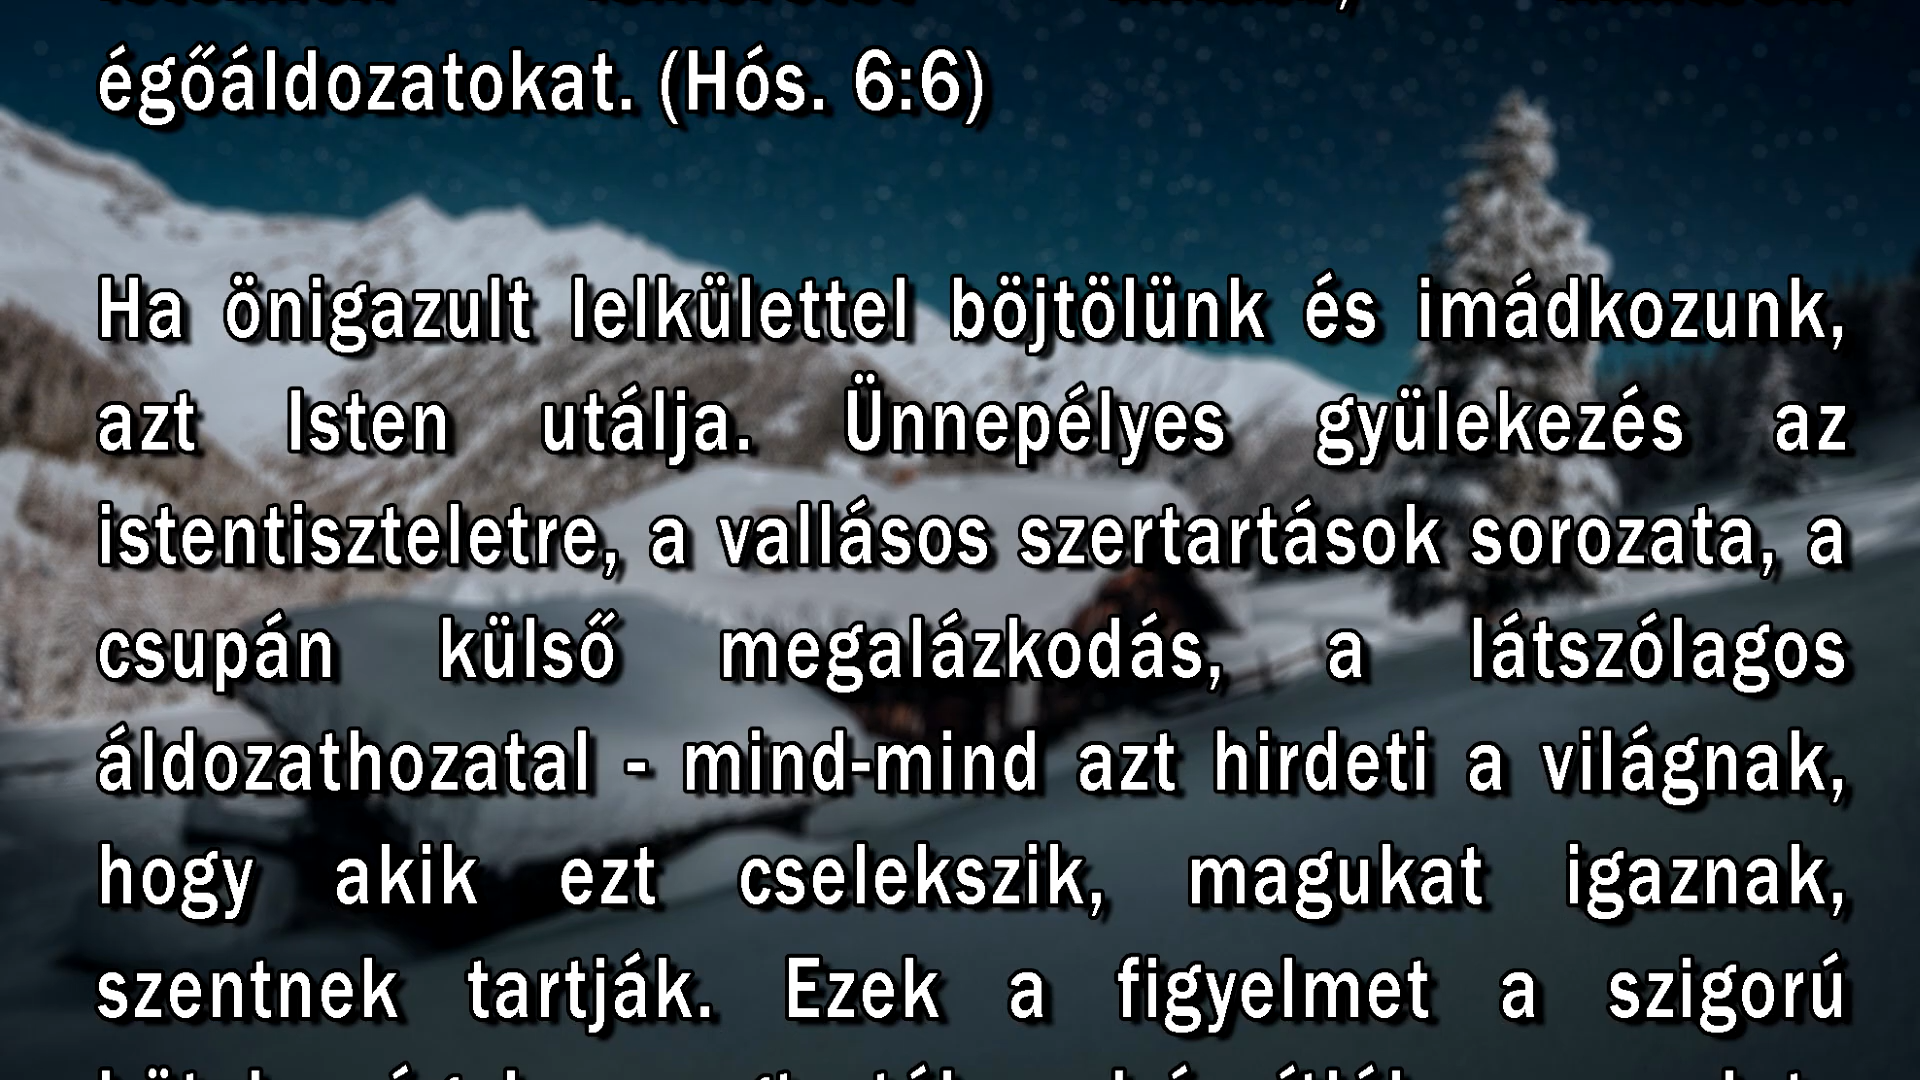 égőáldozatokat. (Hós. 6:6)
Ha önigazult lelkülettel böjtölünk és imádkozunk,
azt Isten utálja. Ünnepélyes gyülekezés az
istentiszteletre, a vallásos szertartások sorozata, a
csupán külső megalázkodás, a látszólagos
áldozathozatal - mind-mind azt hirdeti a világnak,
hogy akik ezt cselekszik, magukat igaznak,
szentnek tartják. Ezek a figyelmet a szigorú